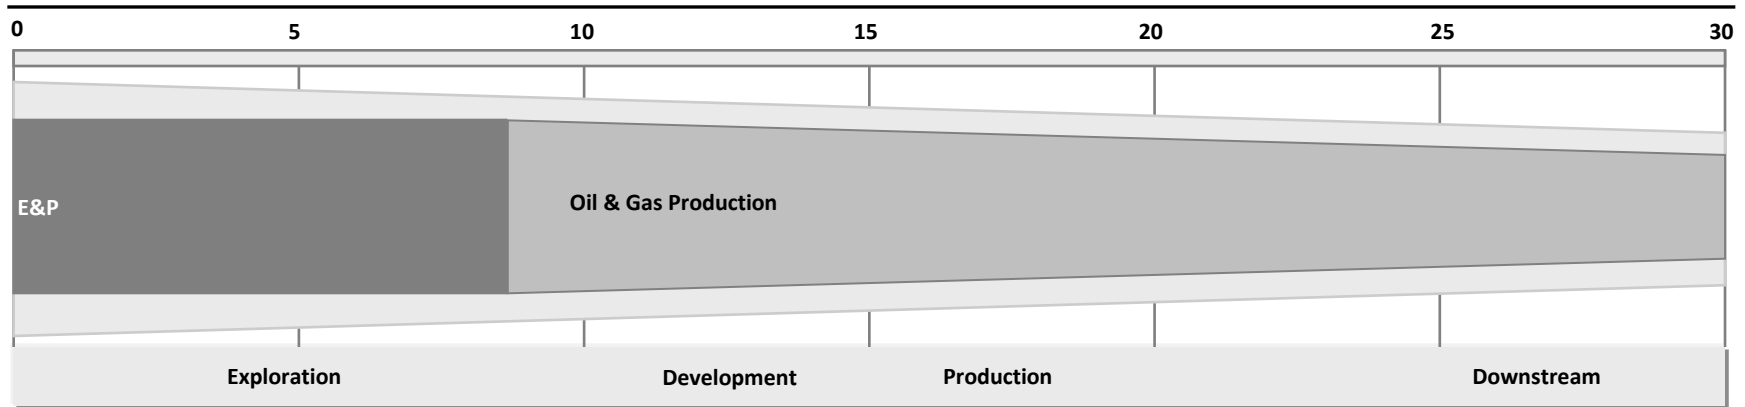 0 5 10 15 20 25 30
E&P
Oil & Gas Production
Exploration Development Production Downstream